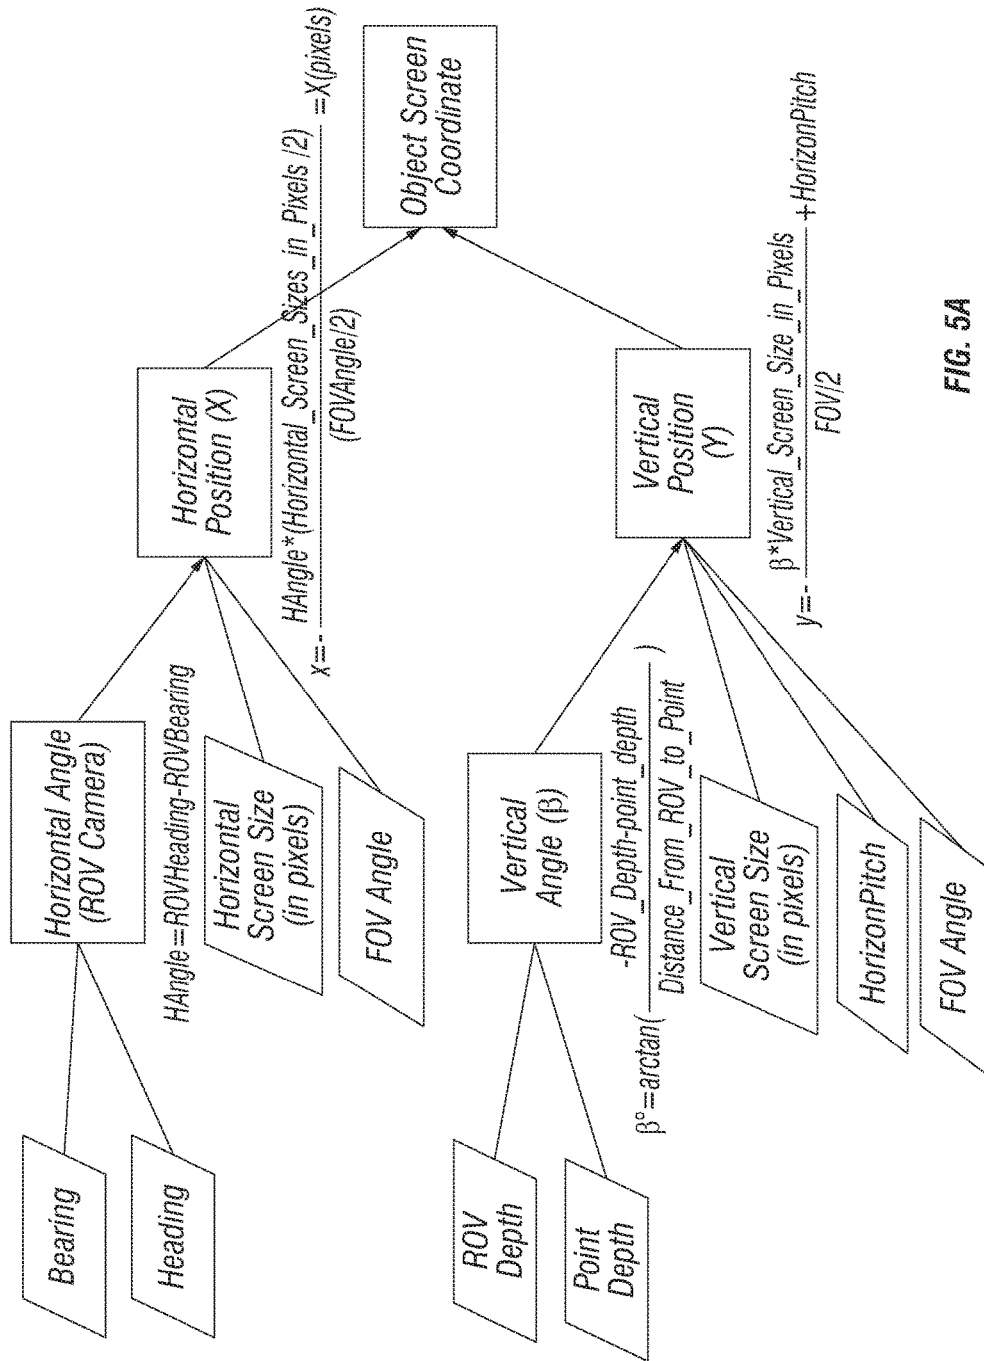 Bearing
Heading
Horizontal Angle
(ROV Camera)
HAngle=ROVHeading-ROVBearing
Horizontal
Screen Size
(in pixels)
FOV Angle
Horizontal
Position (X)
x=- HAngle*(Horizontal_Screen_Sizes_in_Pixels /2) =X(pixels)
(FOVAngle/2)
Object Screen
Coordinate
ROV
Depth
Point
Depth
Vertical
Angle (β)
-ROV_Depth-point_depth
β°=arctan( )
Distance_From_ROV_to_Point
Vertical
Screen Size
(in pixels)
HorizonPitch
FOV Angle
Vertical
Position
(Y)
y=- β*Vertical_Screen_Size_in_Pixels +HorizonPitch
FOV/2
FIG. 5A